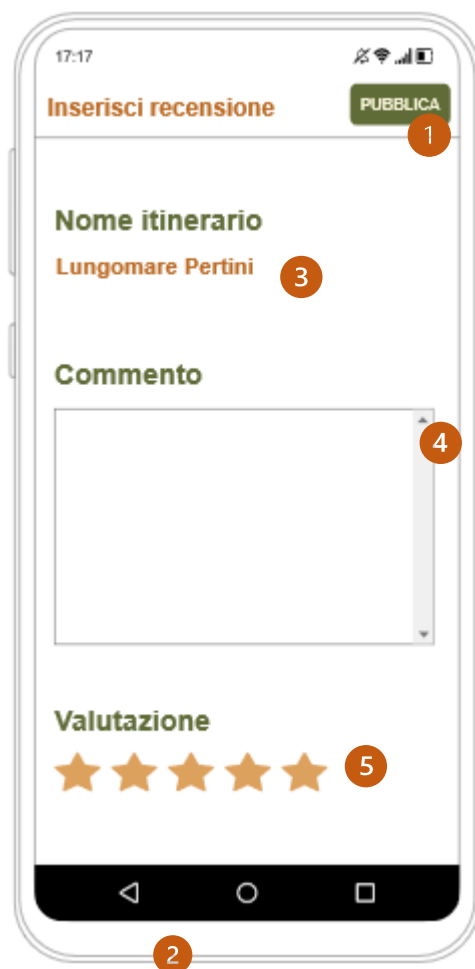 17:17
Inserisci recensione
PUBBLICA
1
Nome itinerario
Lungomare Pertini
3
Commento
4
Valutazione
5
2